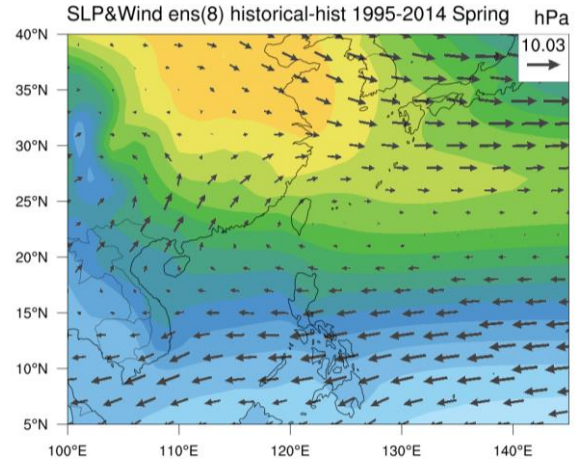 SLP&Wind ens(8) historical-hist 1995-2014 Spring hPa
10.03
40°N
35°N
30°N
25°N
20°N
15°N
10°N
5°N
100°E 110°E 120°E 130°E 140°E